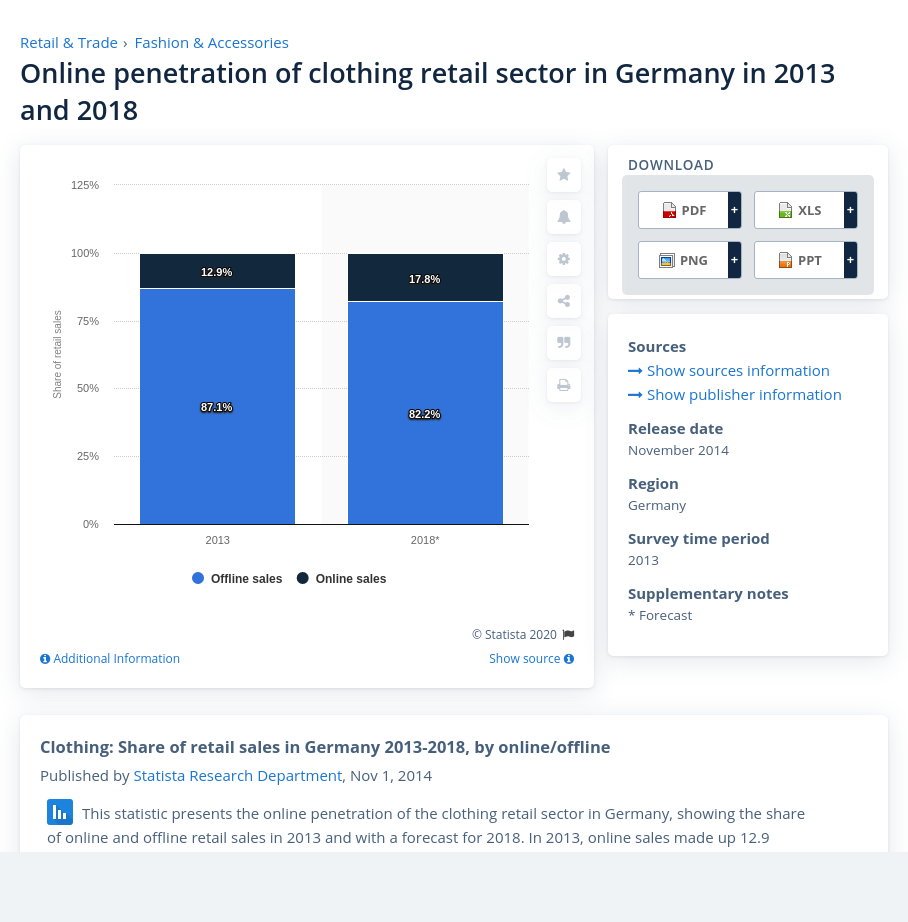 Retail & Trade › Fashion & Accessories
Online penetration of clothing retail sector in Germany in 2013
and 2018
125%
100%
75%
50%
25%
0%
Share of retail sales
12.9%
17.8%
87.1%
82.2%
2013
2018*
Offline sales
Online sales
© Statista 2020
Additional Information
Show source
DOWNLOAD
PDF +
XLS +
PNG +
PPT +
Sources
Show sources information
Show publisher information
Release date
November 2014
Region
Germany
Survey time period
2013
Supplementary notes
* Forecast
Clothing: Share of retail sales in Germany 2013-2018, by online/offline
Published by Statista Research Department, Nov 1, 2014
This statistic presents the online penetration of the clothing retail sector in Germany, showing the share
of online and offline retail sales in 2013 and with a forecast for 2018. In 2013, online sales made up 12.9